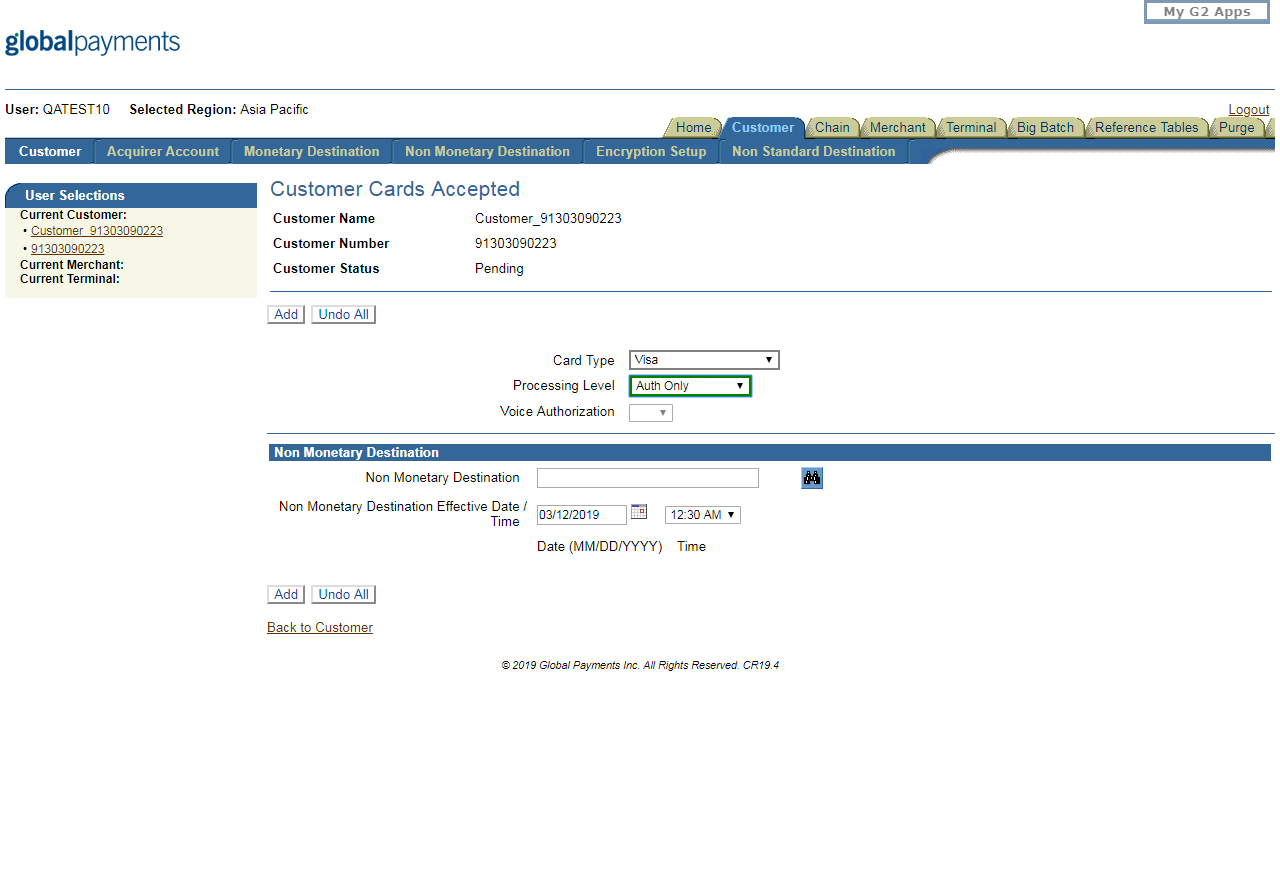 My G2 Apps
globalpayments
User: QATEST10 Selected Region: Asia Pacific
Logout
Home Customer Chain Merchant Terminal Big Batch Reference Tables Purge
Customer Acquirer Account Monetary Destination Non Monetary Destination Encryption Setup Non Standard Destination
User Selections
Current Customer:
• Customer_91303090223
• 91303090223
Current Merchant:
Current Terminal:
Customer Cards Accepted
Customer Name Customer_91303090223
Customer Number 91303090223
Customer Status Pending
Add Undo All
Card Type Visa
Processing Level Auth Only
Voice Authorization
Non Monetary Destination
Non Monetary Destination
Non Monetary Destination Effective Date /
Time 03/12/2019 12:30 AM
Date (MM/DD/YYYY) Time
Add Undo All
Back to Customer
© 2019 Global Payments Inc. All Rights Reserved. CR19.4